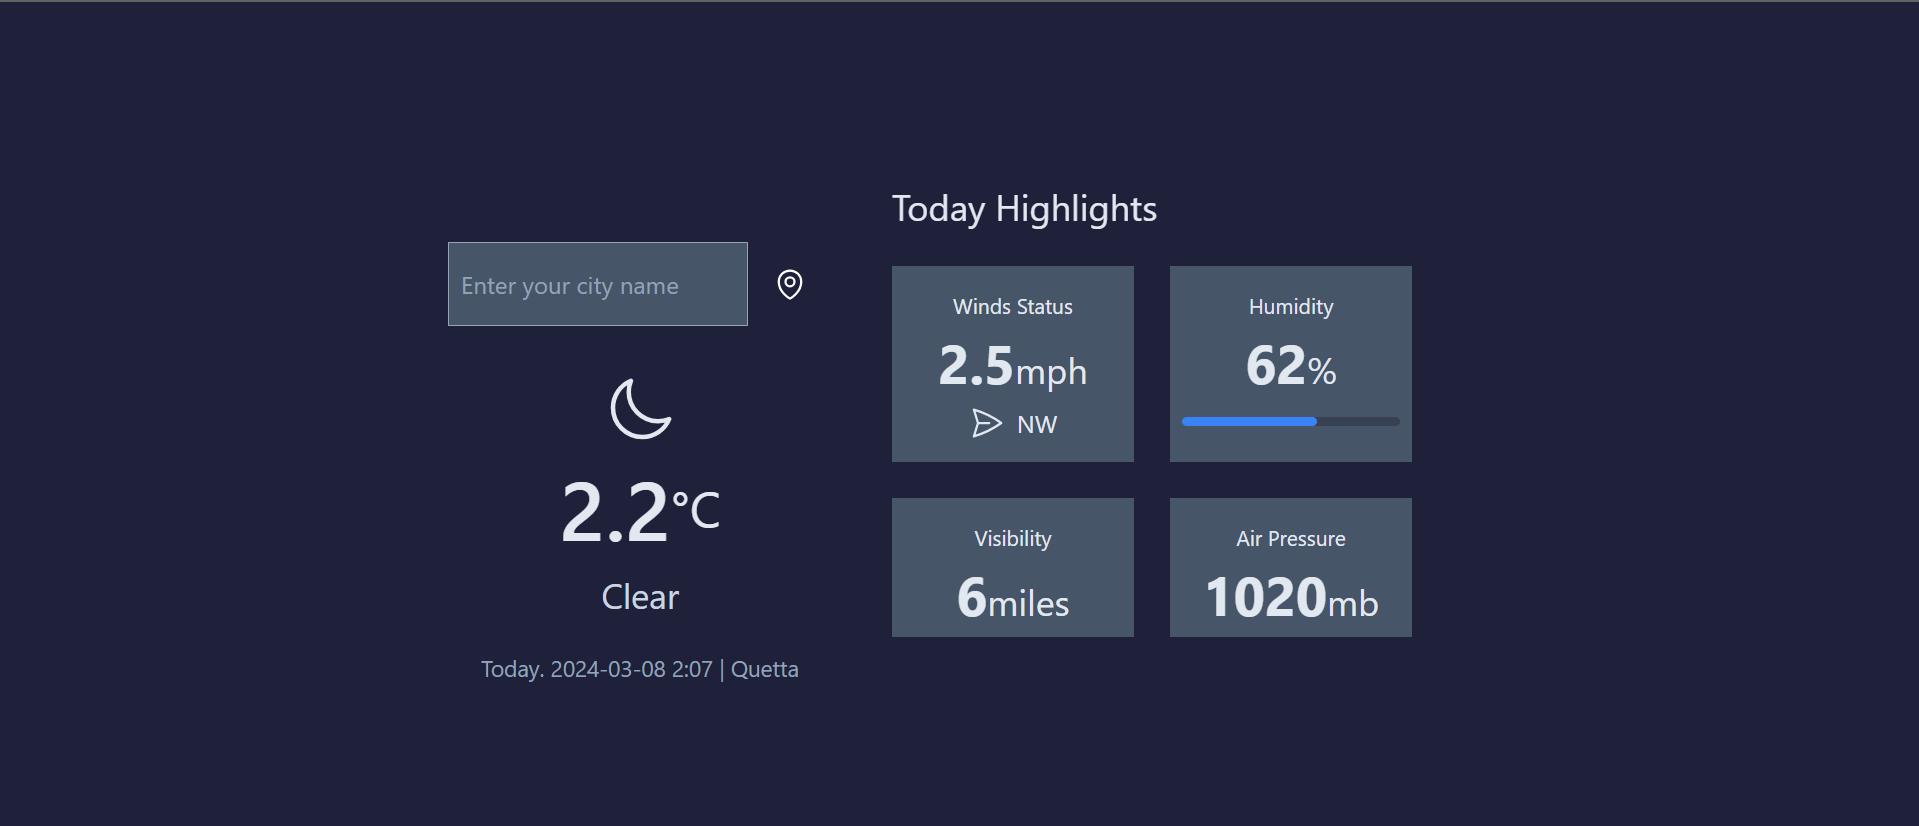 Enter your city name
2.2°C
Clear
Today. 2024-03-08 2:07 | Quetta
Today Highlights
Winds Status
2.5mph
NW
Humidity
62%
Visibility
6miles
Air Pressure
1020mb